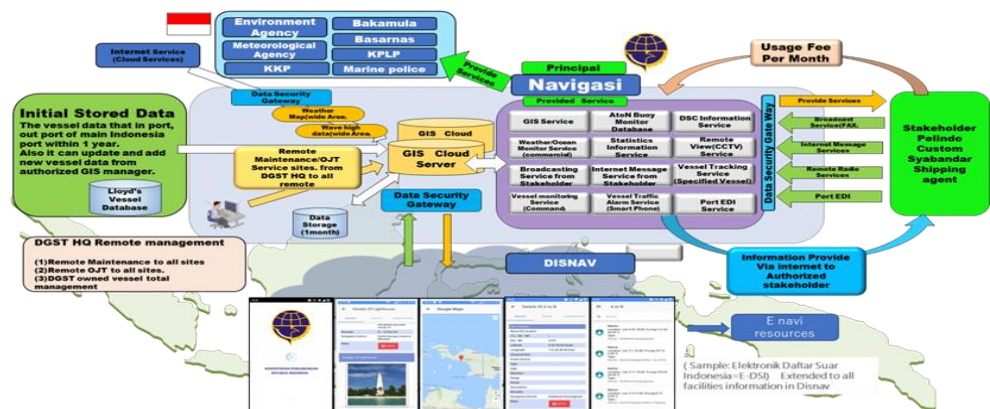 Environment
Agency
Meteorological
Agency
KKP
Bakamula
Basarnas
KPLP
Marine police
Internet Service
(Cloud Services)
Provide
Services
Principal
Navigasi
Provided Service
Usage Fee
Per Month
Initial Stored Data
The vessel data that in port,
out port of main Indonesia
port within 1 year.
Also it can update and add
new vessel data from
authorized GIS manager.
Lloyd's
Vessel
Database
Data Security
Gateway
Weather
Map(wide Area.
Wave high
data(wide Area,
Remote
Maintenance/OJT
Service sites. from
DGST HQ to all
remote
GIS Cloud
GIS Cloud
Server
Data Security
Gateway
Data
Storage
(1month)
GIS Service
AtoN Buoy
Monitor
Database
DSC Information
Service
Weather/Ocean
Monitor Service
(commercial)
Statistics
Information
Service
Remote
View(CCTV)
Service
Broadcasting
Service from
Stakeholder
Internet Message
Service from
Stakeholder
Vessel Tracking
Service
(Specified Vessel)
Vessel monitoring
Service
(Command)
Vessel Traffic
Alarm Service
(Smart Phone)
Port EDI
Service
Data Security Gate Way
Provide Services
Broadcast
Service(FAX.
Internet Message
Services
Remote Radio
Services
Port EDI
Stakeholder
Pelindo
Custom
Syabandar
Shipping
agent
DGST HQ Remote management
(1)Remote Maintenance to all sites
(2)Remote OJT to all sites.
(3)DGST owned vessel total
management
DISNAV
Information Provide
Via internet to
Authorized
stakeholder
E navi
resources
( Sample: Elektronik Daftar Suar
Indonesia=E-DSI) Extended to all
facilities information in Disnav
KEMENTERIAN PERHUBUNGAN
REPUBLIK INDONESIA
Google Maps